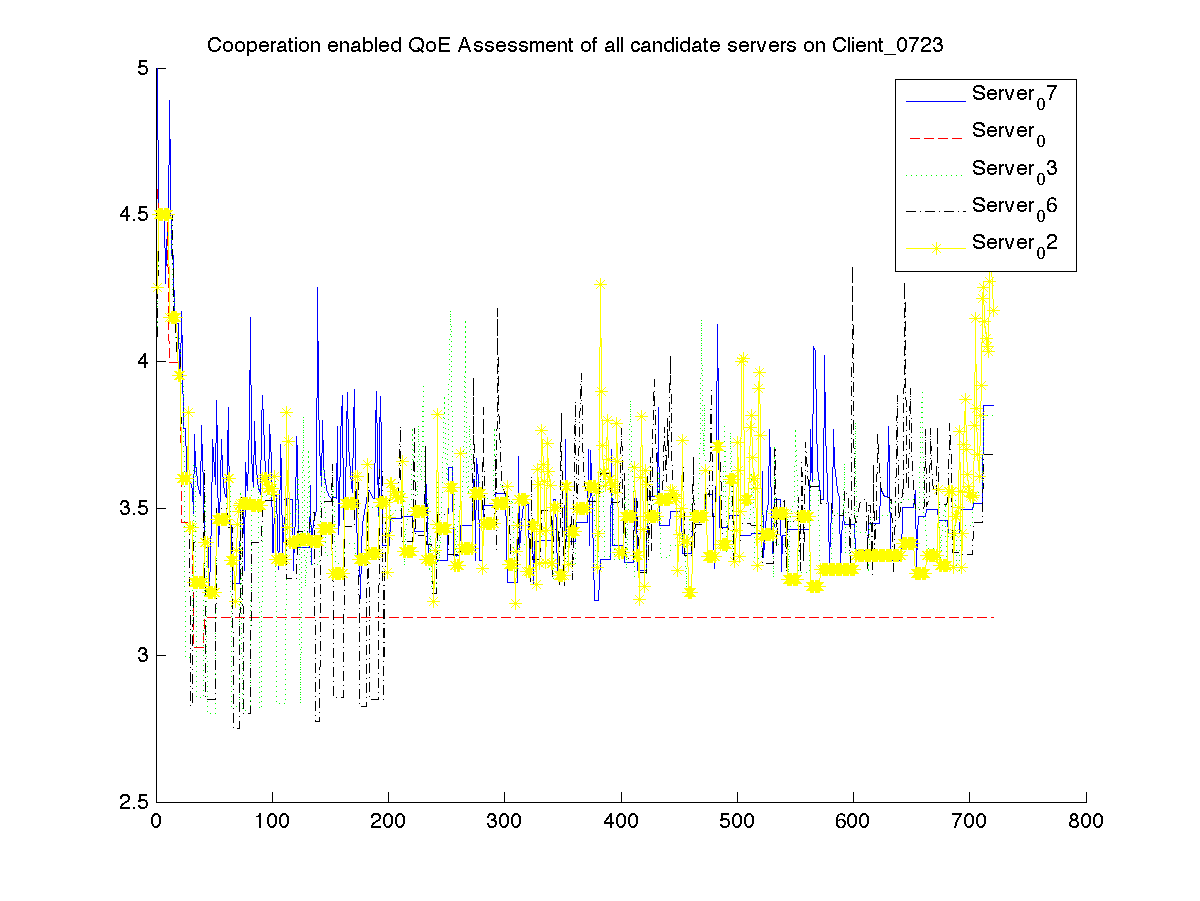 Cooperation enabled QoE Assessment of all candidate servers on Client_0723
5
4.5
4
3.5
3
2.5
0 100 200 300 400 500 600 700 800
Server₀7
Server₀
Server₀3
Server₀6
Server₀2